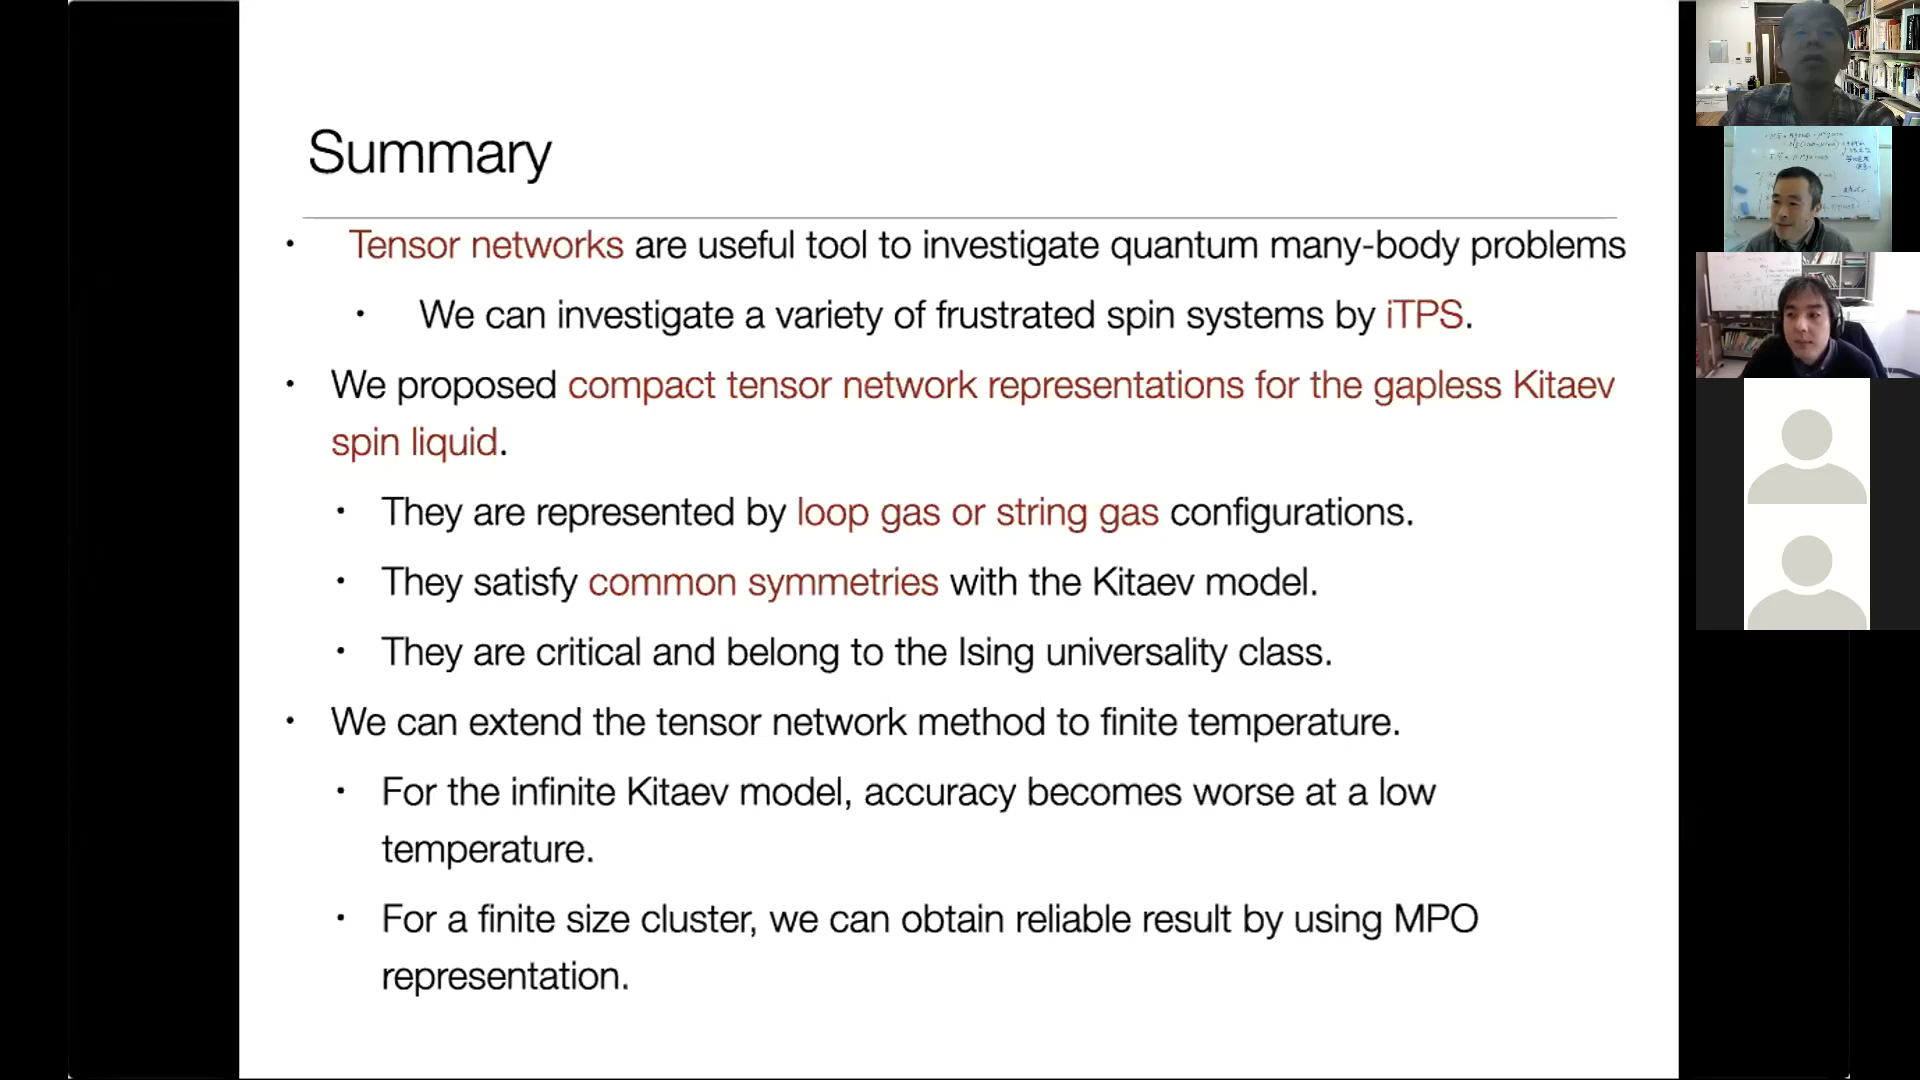 Summary
• Tensor networks are useful tool to investigate quantum many-body problems
• We can investigate a variety of frustrated spin systems by iTPS.
• We proposed compact tensor network representations for the gapless Kitaev
spin liquid.
• They are represented by loop gas or string gas configurations.
• They satisfy common symmetries with the Kitaev model.
• They are critical and belong to the Ising universality class.
• We can extend the tensor network method to finite temperature.
• For the infinite Kitaev model, accuracy becomes worse at a low
temperature.
• For a finite size cluster, we can obtain reliable result by using MPO
representation.